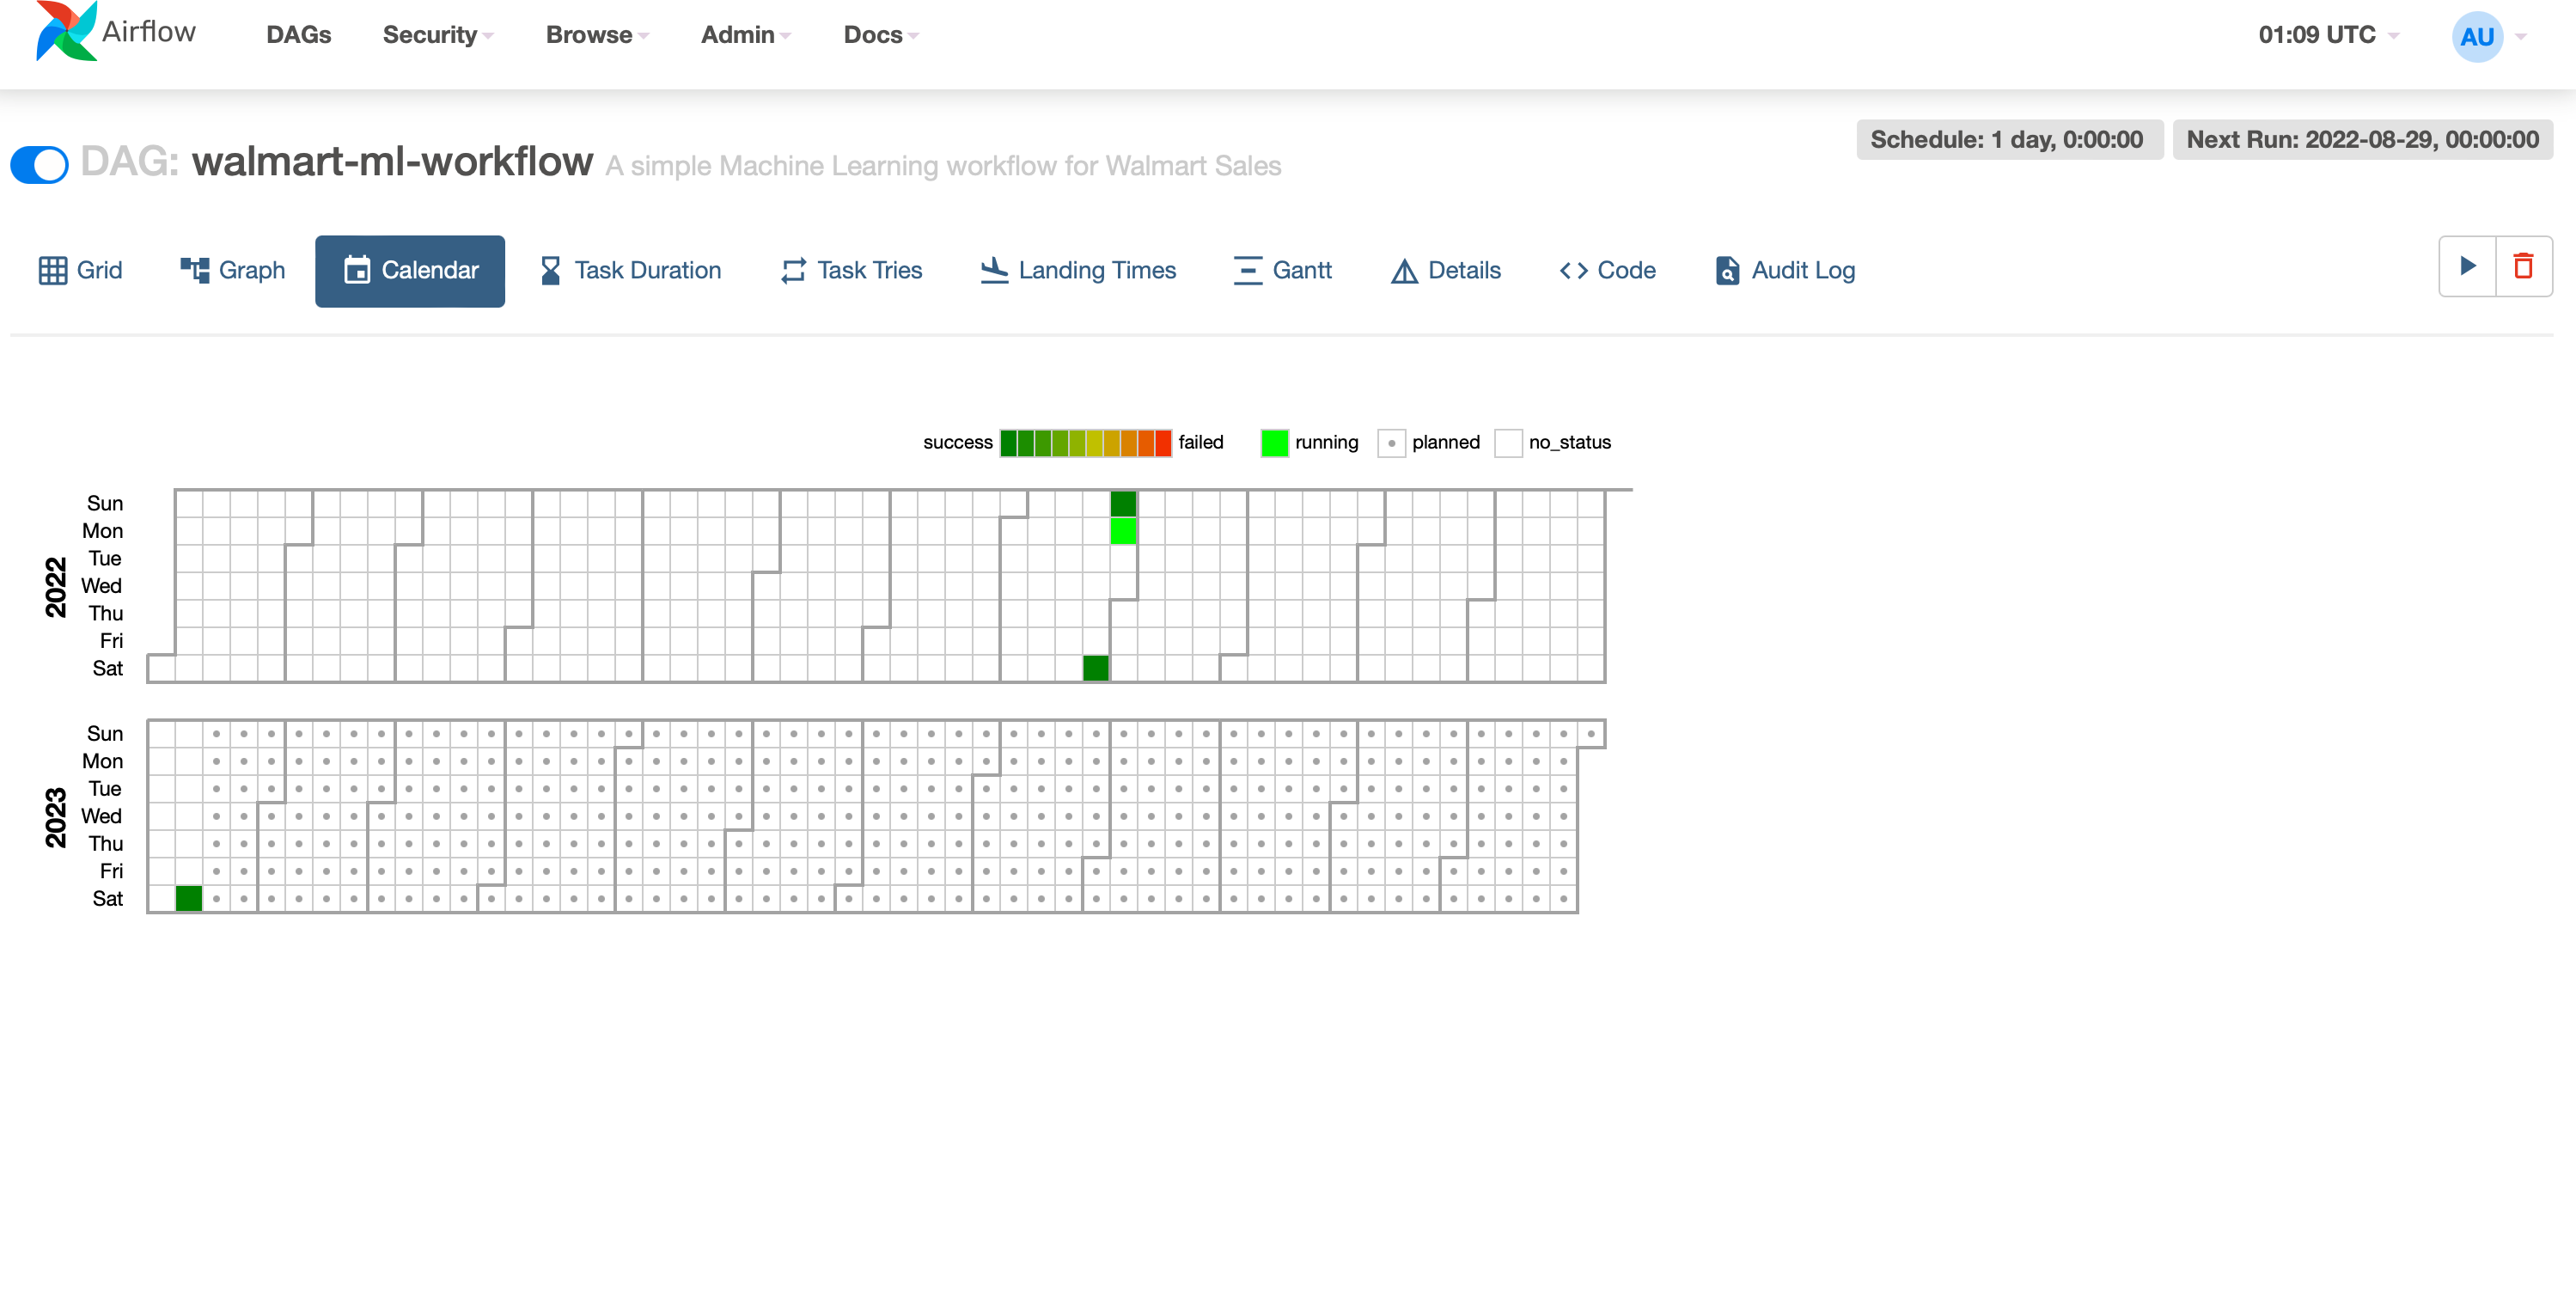 Airflow DAGs Security Browse Admin Docs 01:09 UTC AU
Schedule: 1 day, 0:00:00 Next Run: 2022-08-29, 00:00:00
DAG: walmart-ml-workflow A simple Machine Learning workflow for Walmart Sales
Grid Graph Calendar Task Duration Task Tries Landing Times Gantt Details Code Audit Log
success failed running planned no_status
2022
Sun
Mon
Tue
Wed
Thu
Fri
Sat
2023
Sun
Mon
Tue
Wed
Thu
Fri
Sat